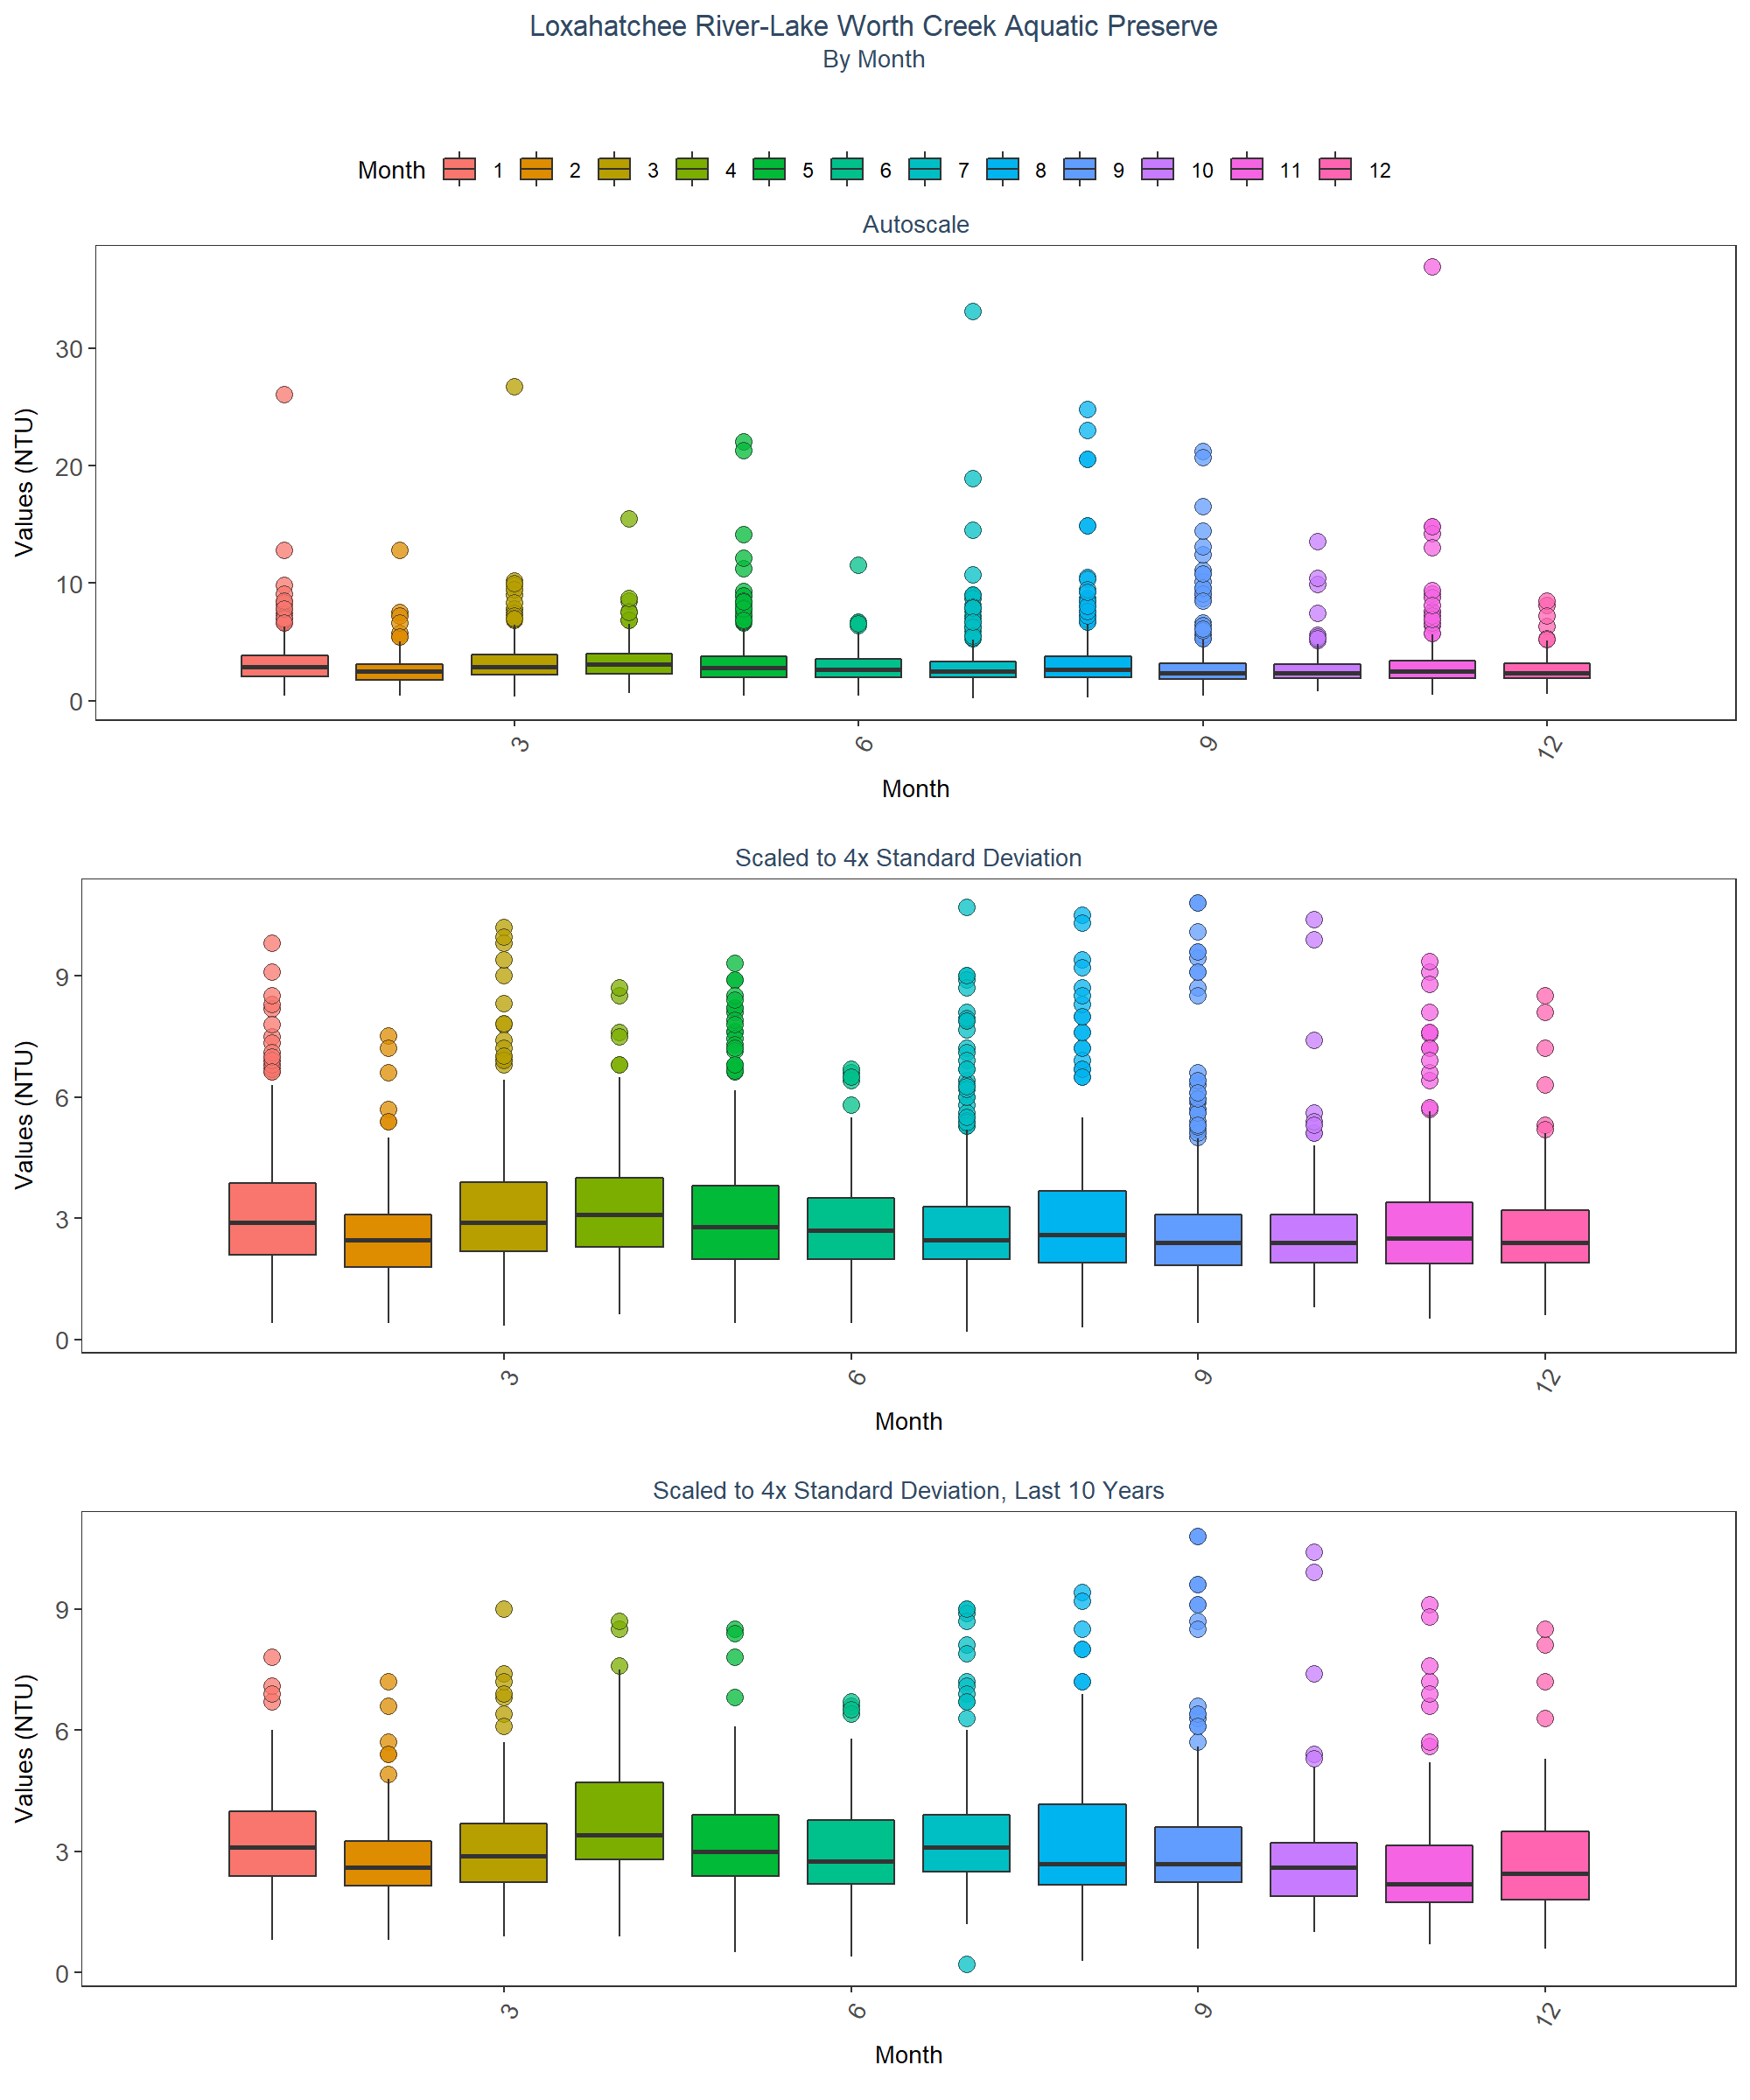 Loxahatchee River-Lake Worth Creek Aquatic Preserve
By Month
Month 1 2 3 4 5 6 7 8 9 10 11 12
Autoscale
Values (NTU)
30
20
10
0
3 6 9 12
Month
Scaled to 4x Standard Deviation
Values (NTU)
9
6
3
0
3 6 9 12
Month
Scaled to 4x Standard Deviation, Last 10 Years
Values (NTU)
9
6
3
0
3 6 9 12
Month